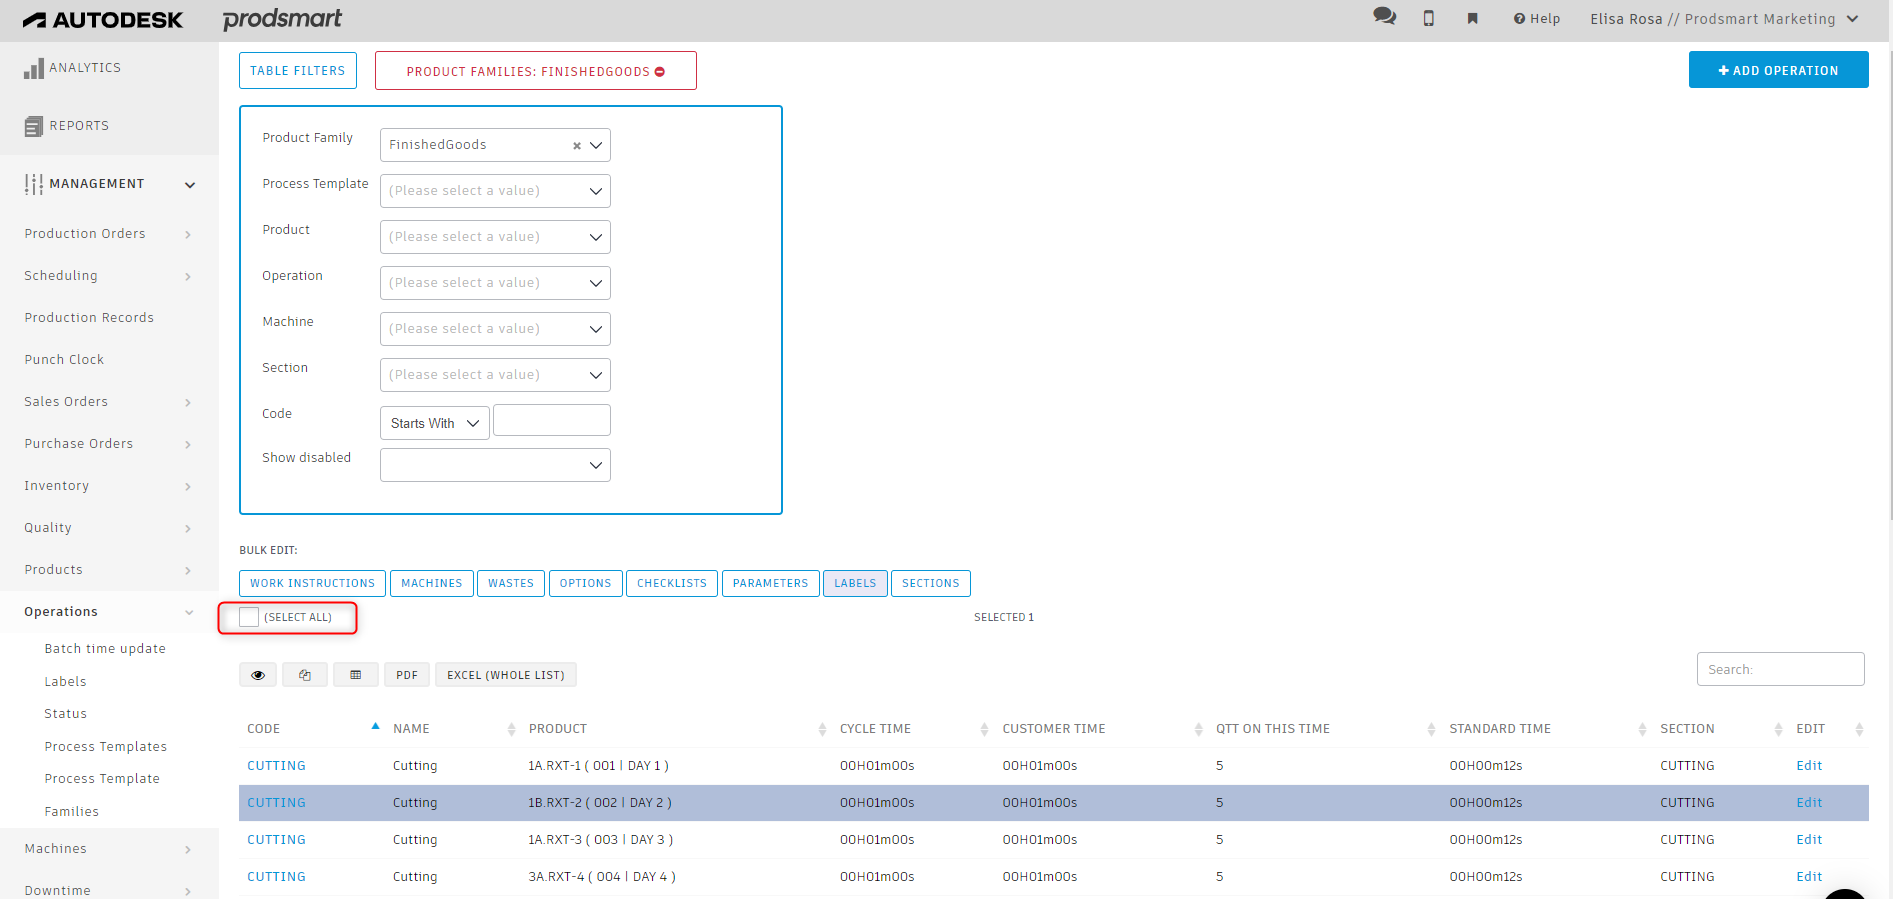 AUTODESK prodsmart
Help Elisa Rosa // Prodsmart Marketing
ANALYTICS
REPORTS
MANAGEMENT
Production Orders
Scheduling
Production Records
Punch Clock
Sales Orders
Purchase Orders
Inventory
Quality
Products
Operations
Batch time update
Labels
Status
Process Templates
Process Template
Families
Machines
Downtime
TABLE FILTERS PRODUCT FAMILIES: FINISHEDGOODS + ADD OPERATION
Product Family FinishedGoods ×
Process Template (Please select a value)
Product (Please select a value)
Operation (Please select a value)
Machine (Please select a value)
Section (Please select a value)
Code Starts With
Show disabled
BULK EDIT:
WORK INSTRUCTIONS MACHINES WASTES OPTIONS CHECKLISTS PARAMETERS LABELS SECTIONS
(SELECT ALL) SELECTED 1
PDF EXCEL (WHOLE LIST) Search:
CODE NAME PRODUCT CYCLE TIME CUSTOMER TIME QTT ON THIS TIME STANDARD TIME SECTION EDIT
CUTTING Cutting 1A.RXT-1 ( 001 | DAY 1 ) 00H01m00s 00H01m00s 5 00H00m12s CUTTING Edit
CUTTING Cutting 1B.RXT-2 ( 002 | DAY 2 ) 00H01m00s 00H01m00s 5 00H00m12s CUTTING Edit
CUTTING Cutting 1A.RXT-3 ( 003 | DAY 3 ) 00H01m00s 00H01m00s 5 00H00m12s CUTTING Edit
CUTTING Cutting 3A.RXT-4 ( 004 | DAY 4 ) 00H01m00s 00H01m00s 5 00H00m12s CUTTING Edit